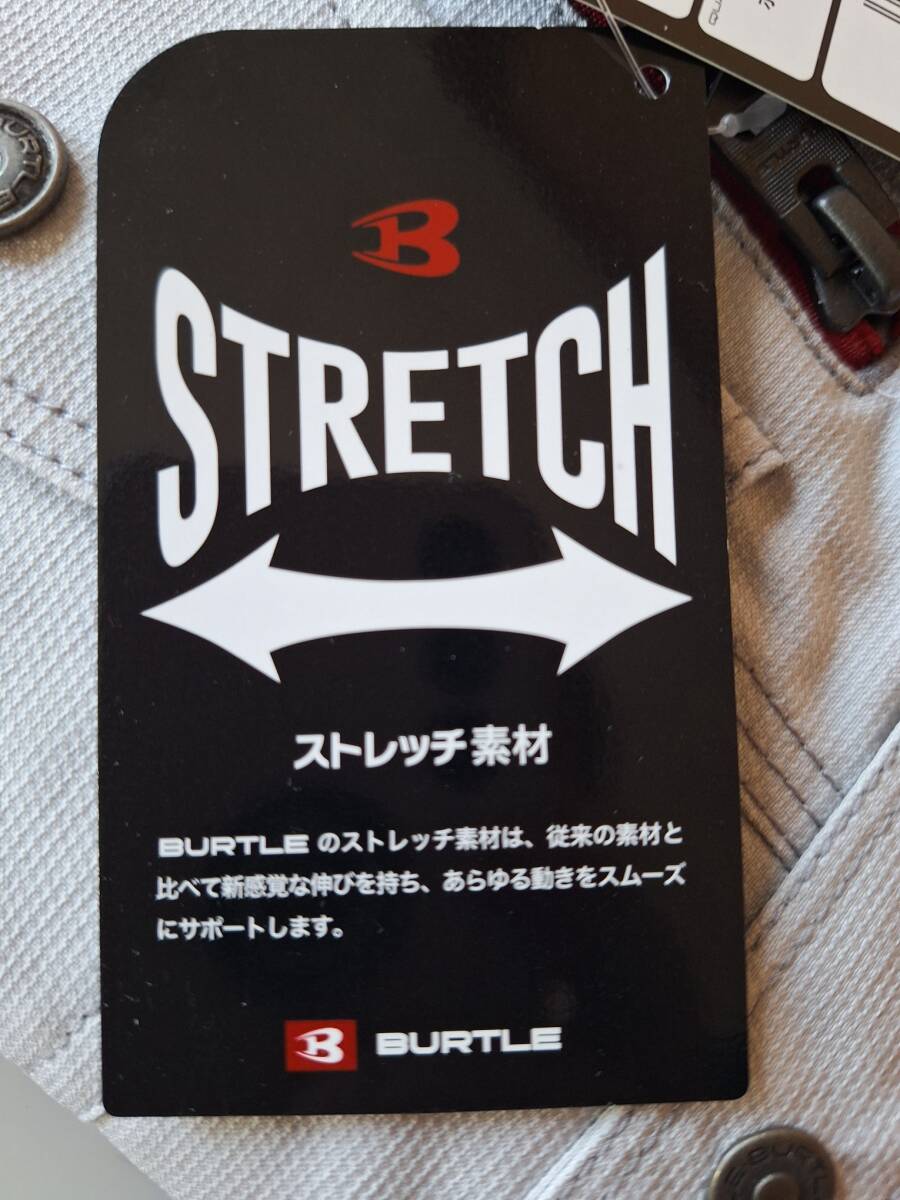 STRETCH
ストレッチ素材
BURTLE のストレッチ素材は、従来の素材と
比べて新感覚な伸びを持ち、あらゆる動きをスムーズ
にサポートします。
B BURTLE
BURTLE
BURTLE